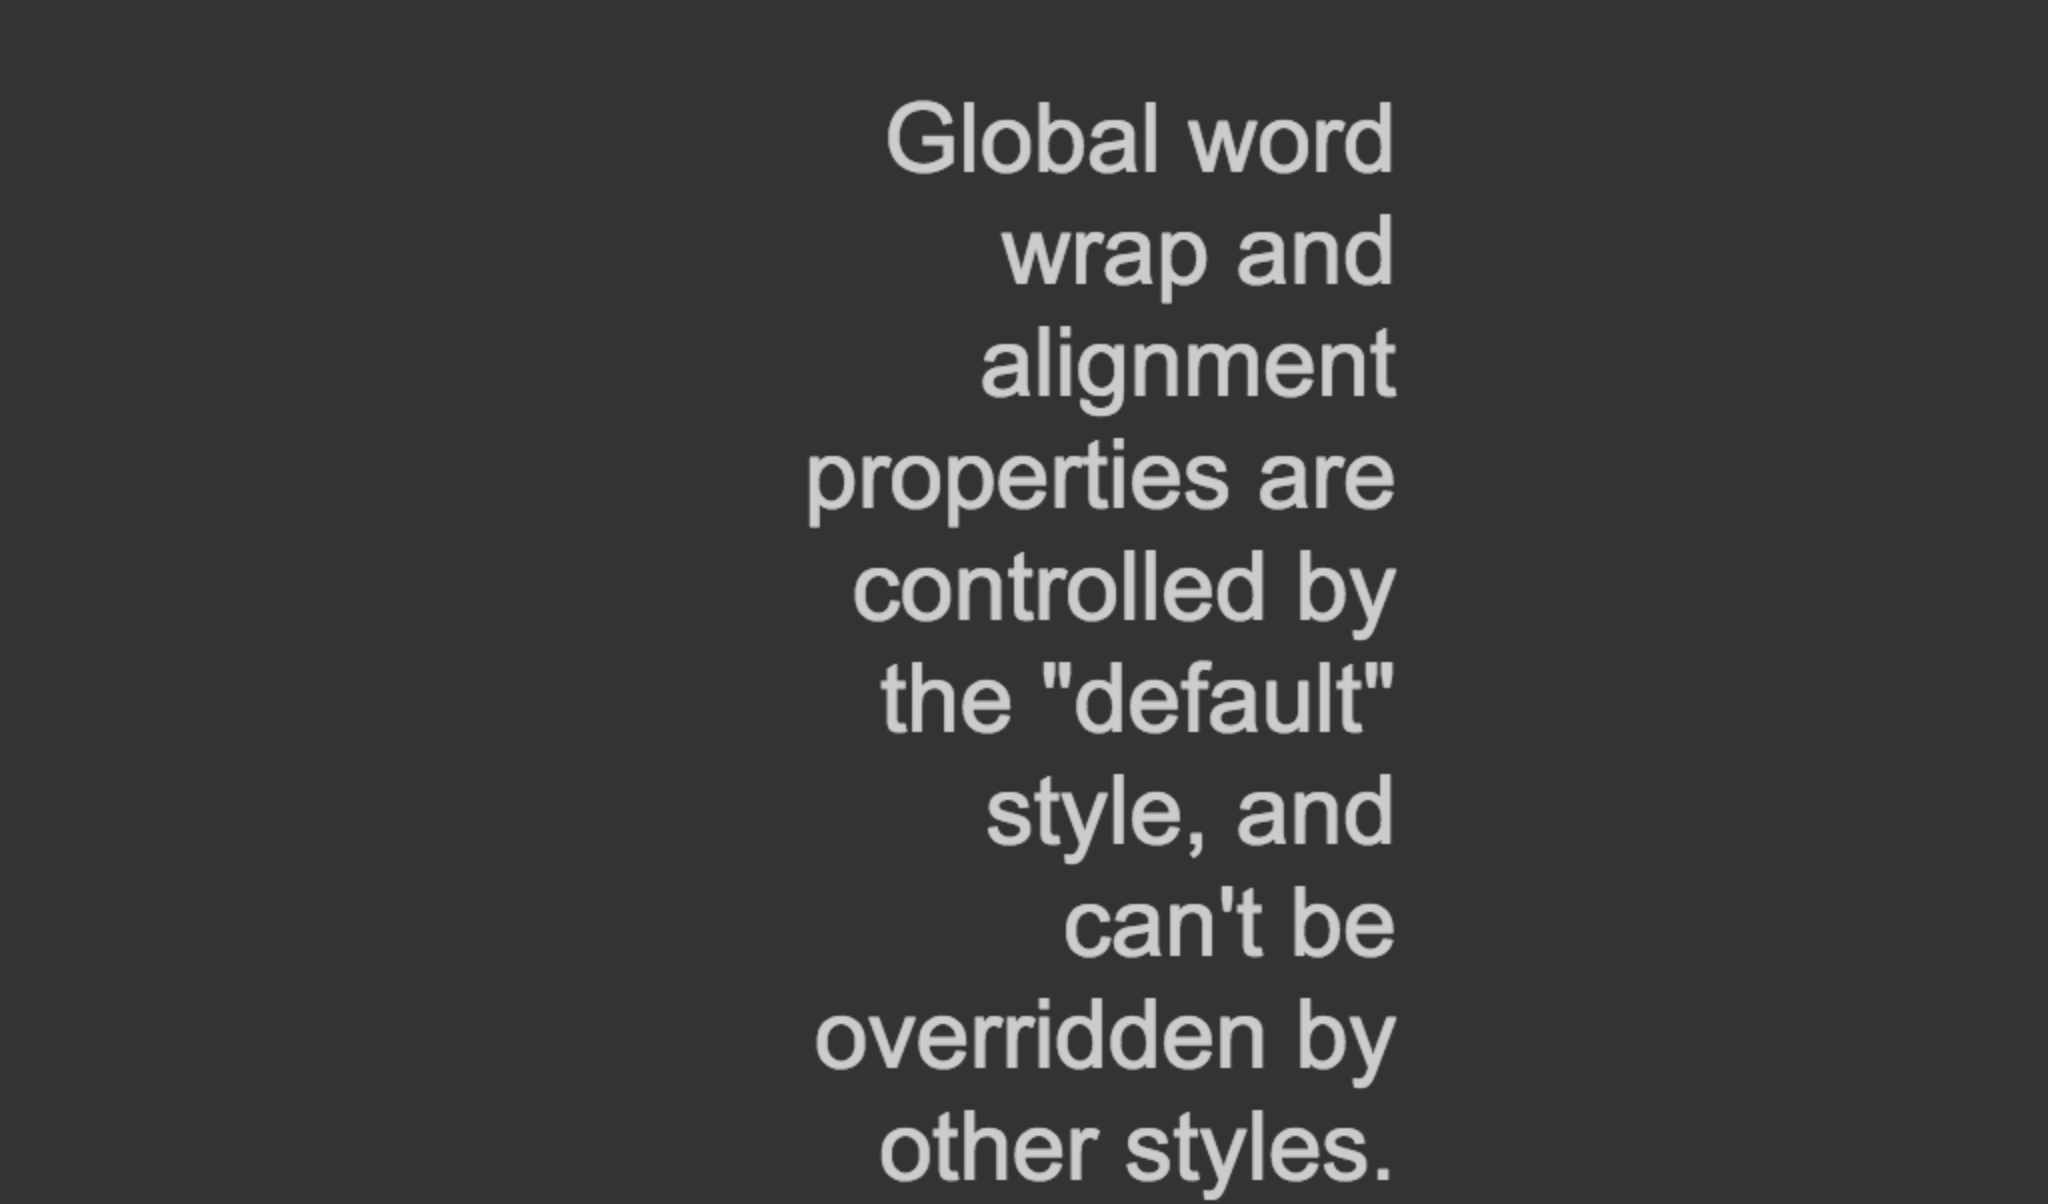 Global word
wrap and
alignment
properties are
controlled by
the "default"
style, and
can't be
overridden by
other styles.